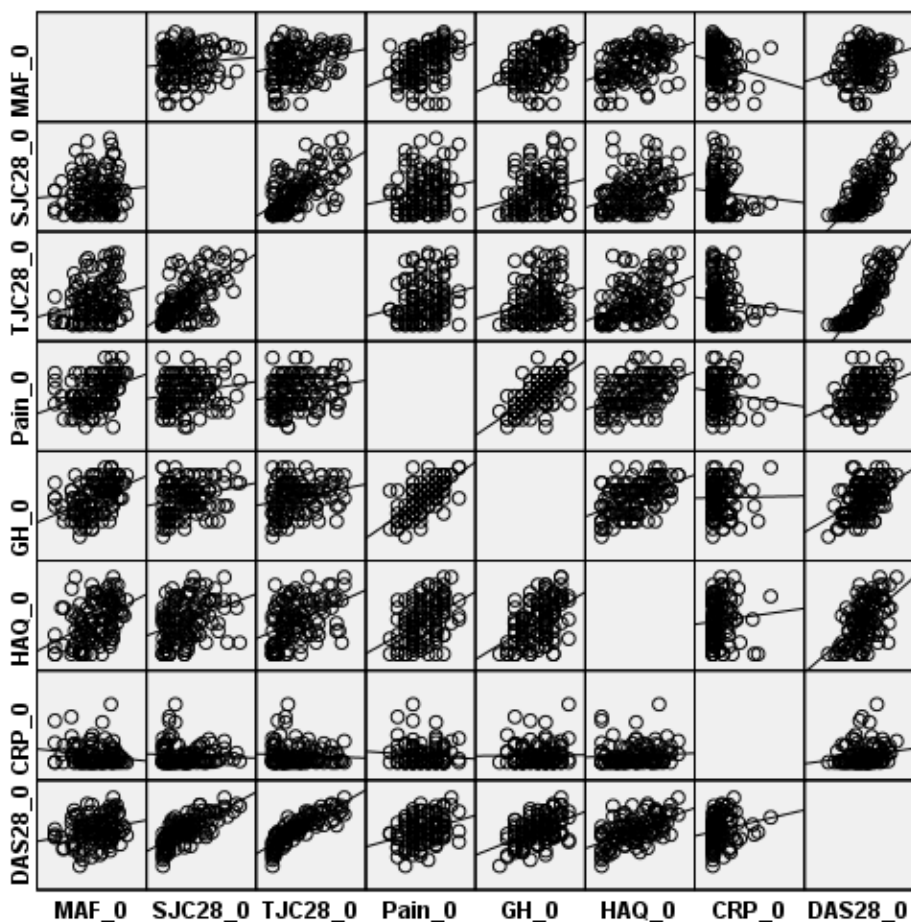 MAF_0
SJC28_0
TJC28_0
Pain_0
GH_0
HAQ_0
CRP_0
DAS28_0
MAF_0 SJC28_0 TJC28_0 Pain_0 GH_0 HAQ_0 CRP_0 DAS28_0